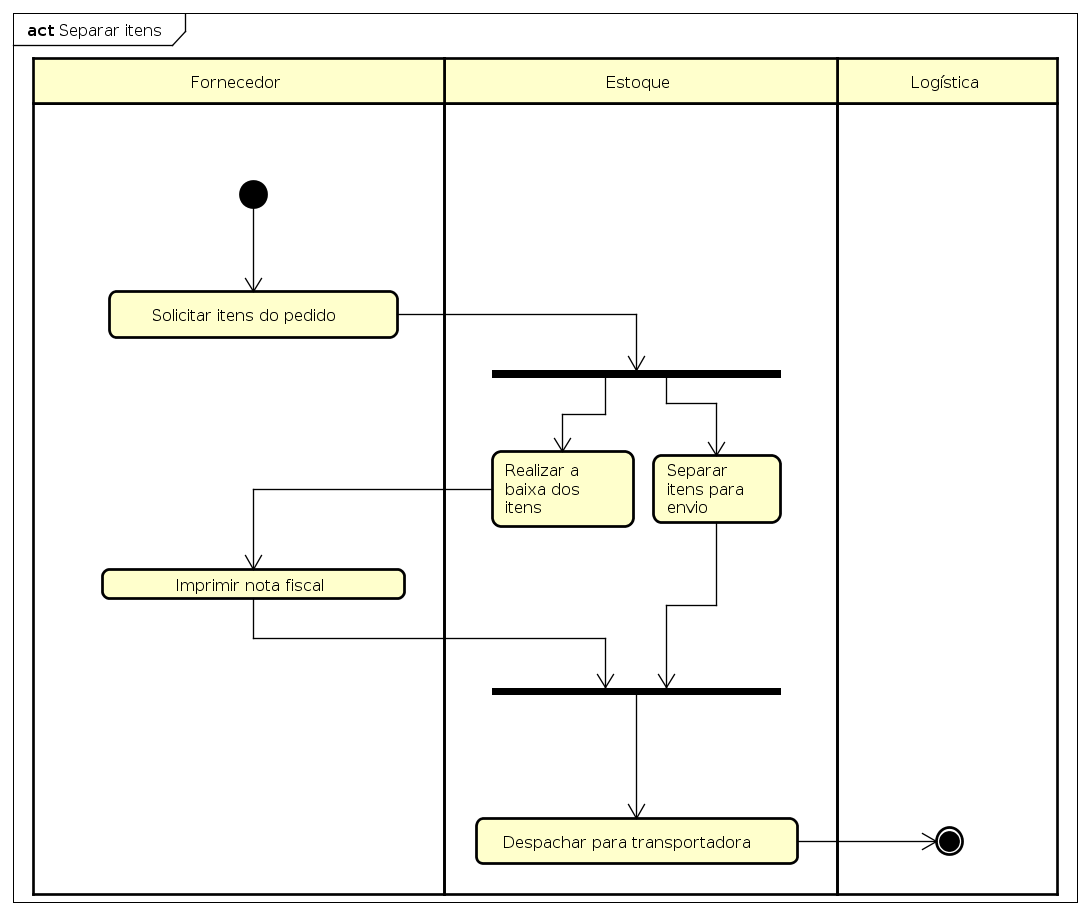 act Separar itens
Fornecedor
Estoque
Logística
Solicitar itens do pedido
Realizar a
baixa dos
itens
Separar
itens para
envio
Imprimir nota fiscal
Despachar para transportadora